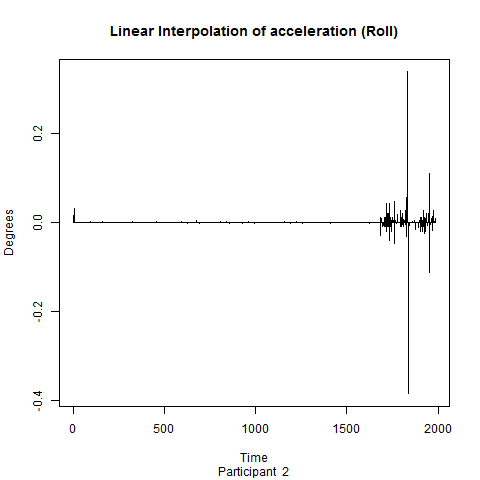 Linear Interpolation of acceleration (Roll)
0.2
0.0
-0.2
-0.4
Degrees
0 500 1000 1500 2000
Time
Participant 2